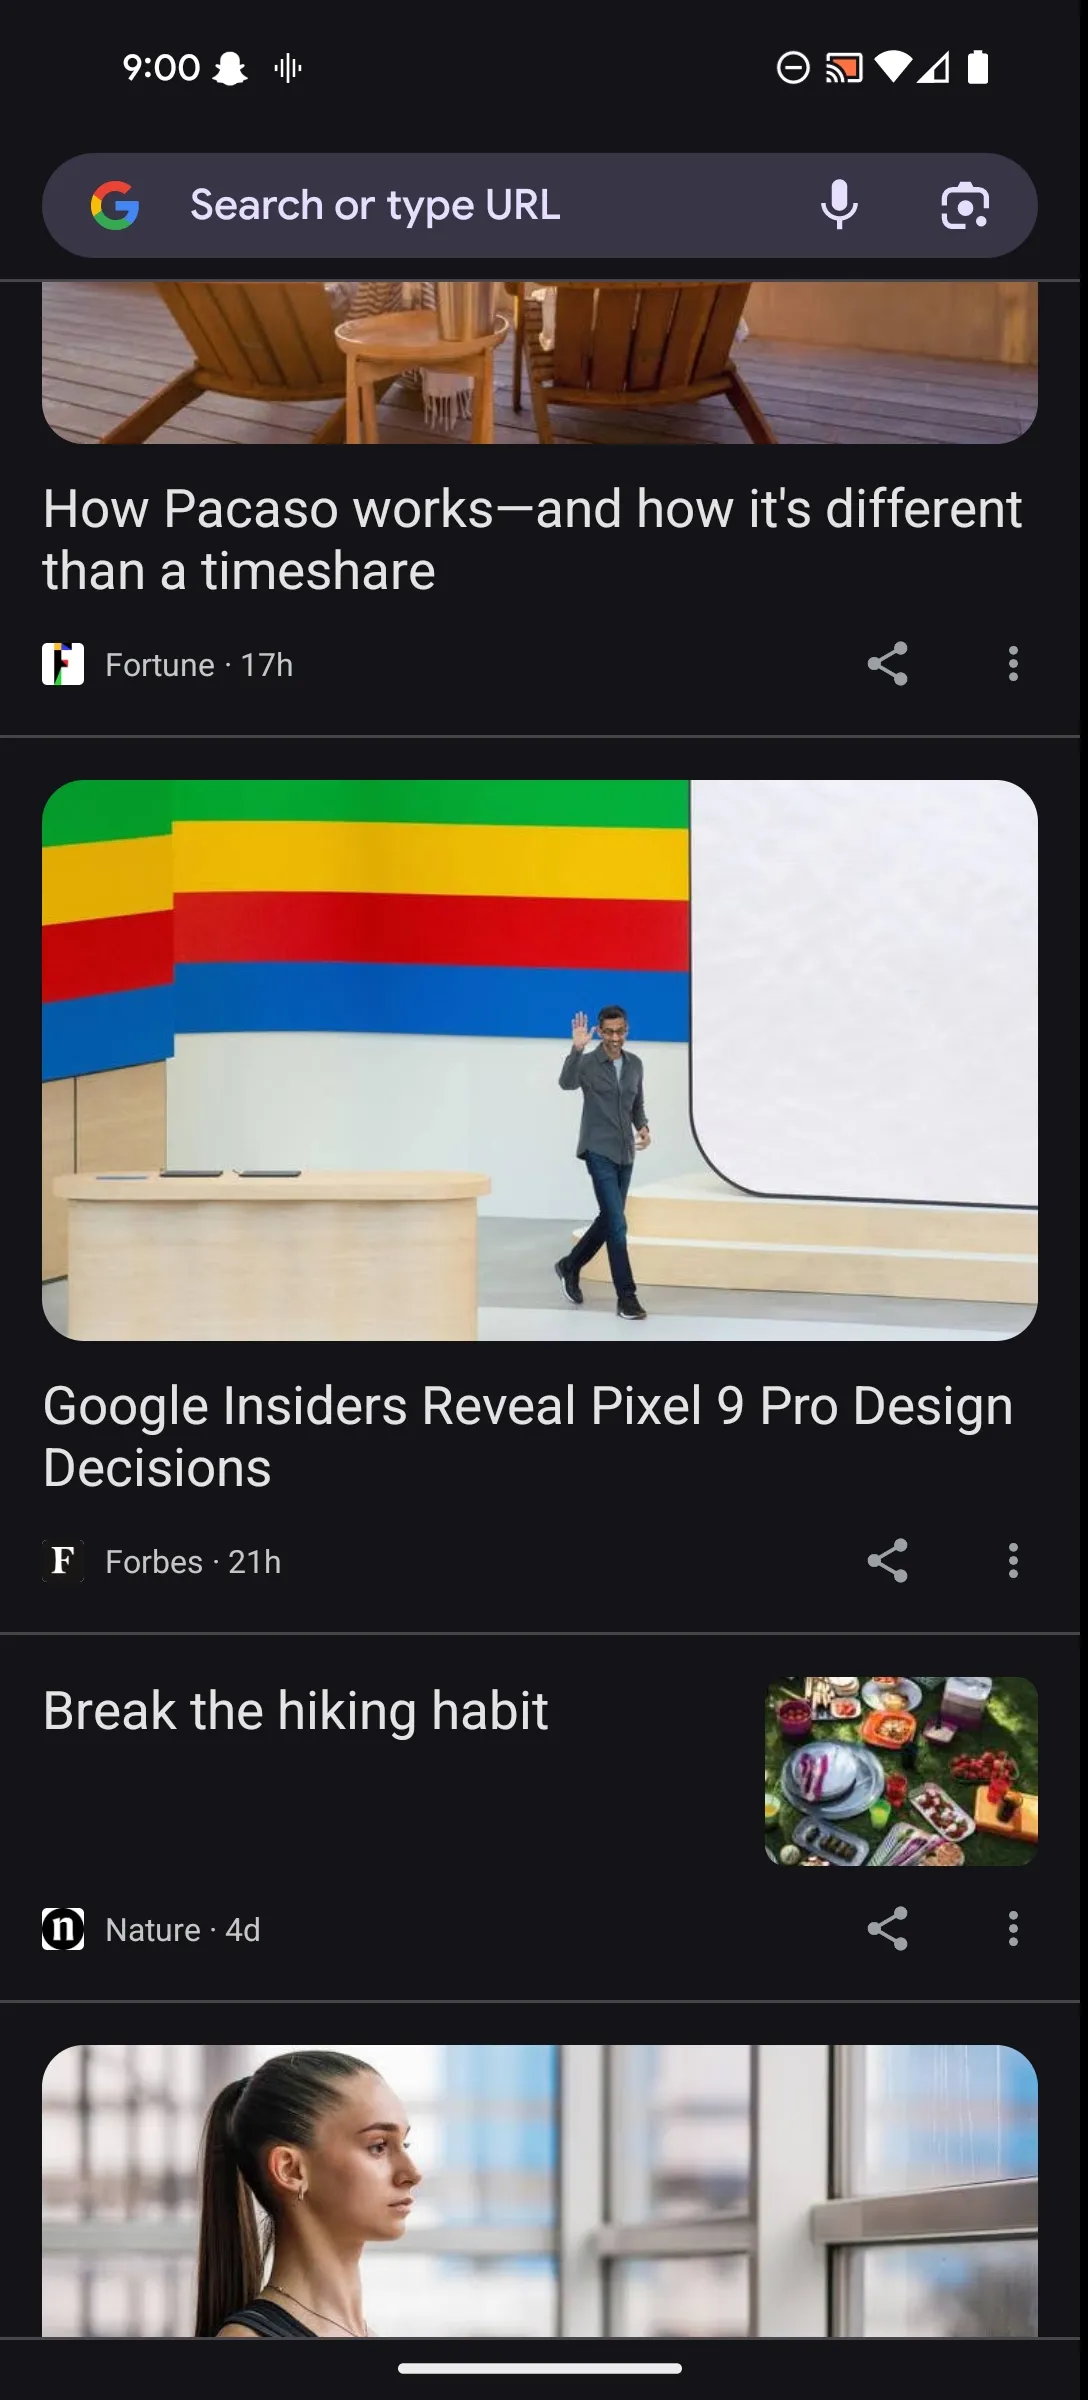 9:00
Search or type URL
How Pacaso works—and how it's different
than a timeshare
Fortune · 17h
Google Insiders Reveal Pixel 9 Pro Design
Decisions
F
Forbes · 21h
Break the hiking habit
n
Nature · 4d